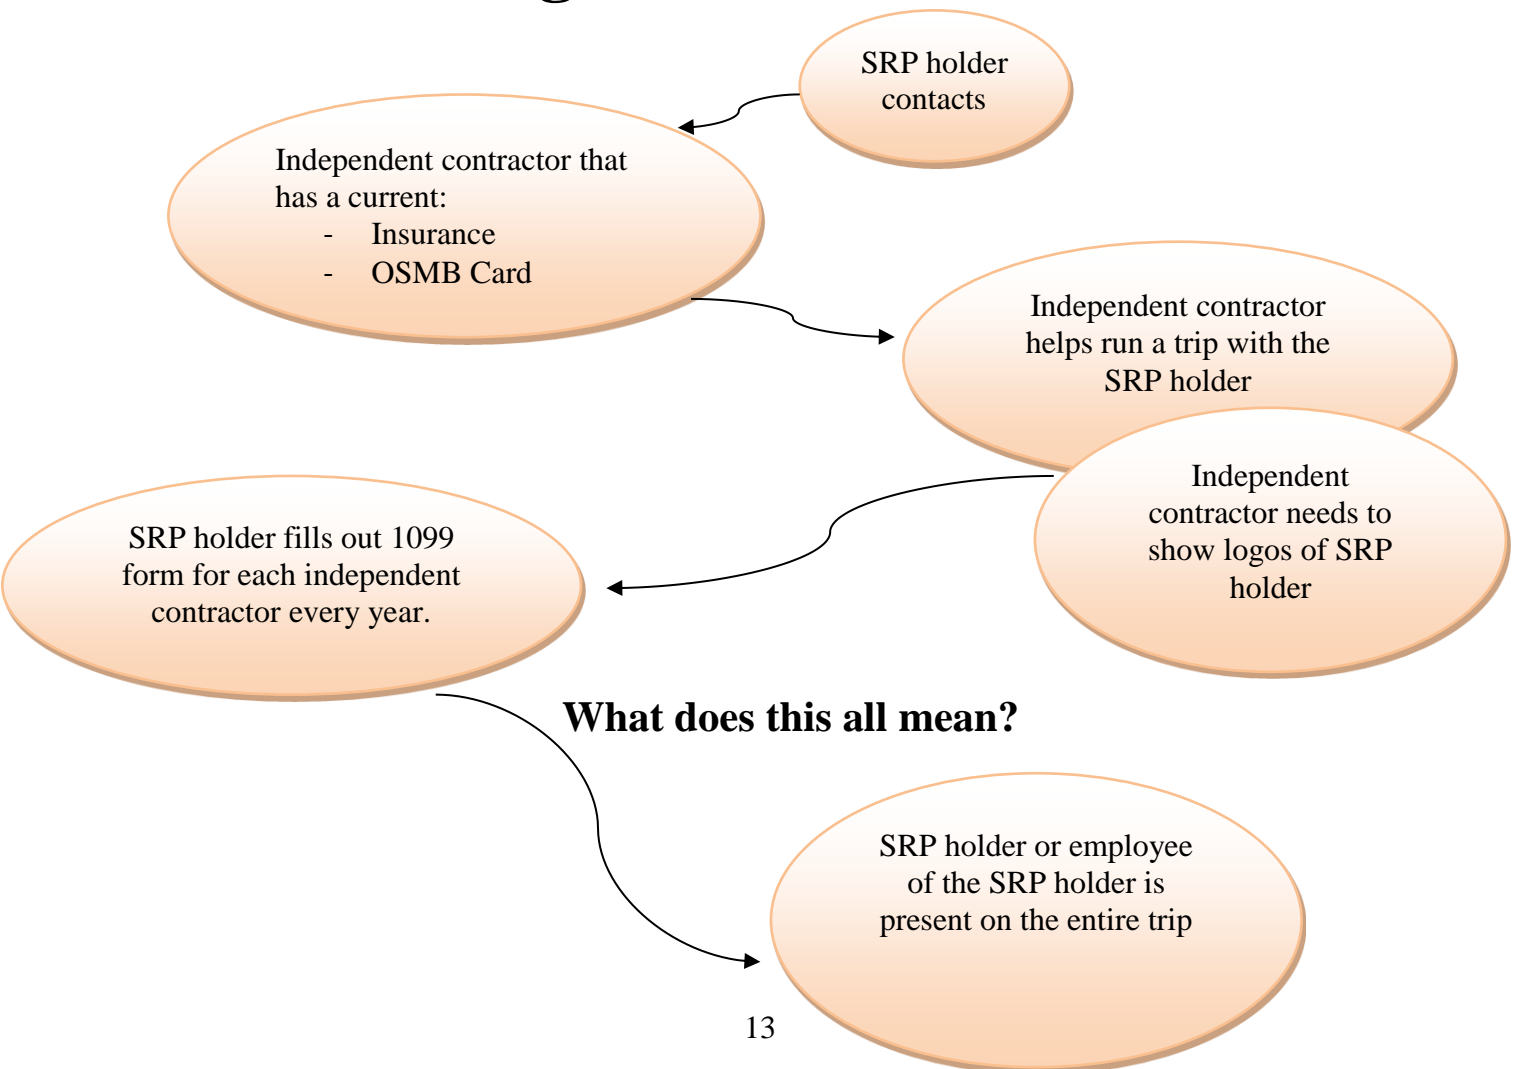 SRP holder
contacts
Independent contractor that
has a current:
- Insurance
- OSMB Card
Independent contractor
helps run a trip with the
SRP holder
Independent
contractor needs to
show logos of SRP
holder
SRP holder fills out 1099
form for each independent
contractor every year.
What does this all mean?
SRP holder or employee
of the SRP holder is
present on the entire trip
13